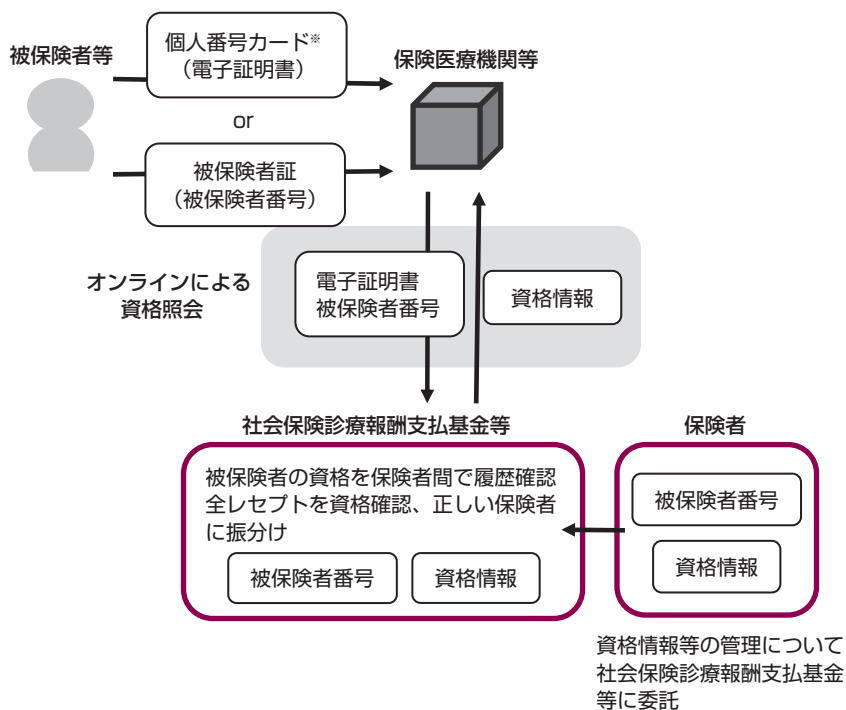 被保険者等
個人番号カード※
（電子証明書）
保険医療機関等
or
被保険者証
（被保険者番号）
オンラインによる
資格照会
電子証明書
被保険者番号
資格情報
社会保険診療報酬支払基金等
保険者
被保険者の資格を保険者間で履歴確認
全レセプトを資格確認、正しい保険者
に振分け
被保険者番号
資格情報
被保険者番号
資格情報
資格情報等の管理について
社会保険診療報酬支払基金
等に委託